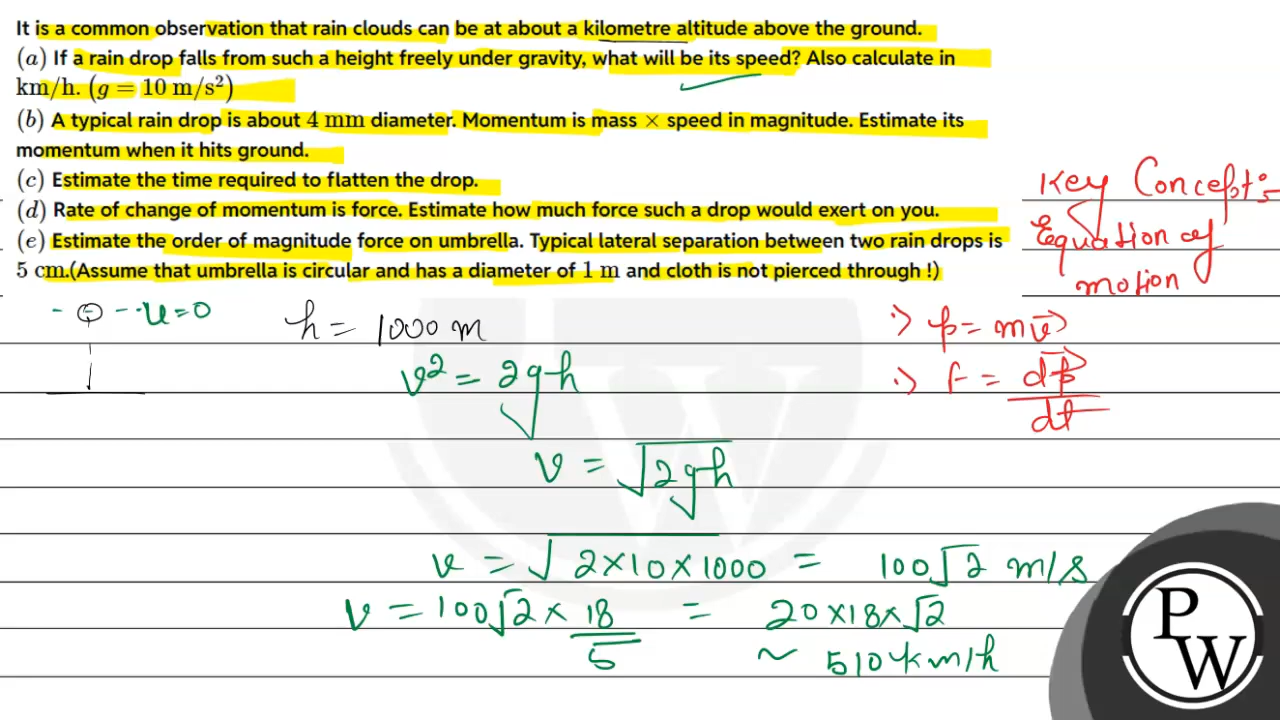 It is a common observation that rain clouds can be at about a kilometre altitude above the ground.
(a) If a rain drop falls from such a height freely under gravity, what will be its speed? Also calculate in
km/h. (g = 10 m/s²)
(b) A typical rain drop is about 4 mm diameter. Momentum is mass × speed in magnitude. Estimate its
momentum when it hits ground.
(c) Estimate the time required to flatten the drop.
(d) Rate of change of momentum is force. Estimate how much force such a drop would exert on you.
(e) Estimate the order of magnitude force on umbrella. Typical lateral separation between two rain drops is
5 cm.(Assume that umbrella is circular and has a diameter of 1 m and cloth is not pierced through !)
Key Concept:
Equation of
motion
u=0
h = 1000 m
:> p = mv⃗
v² = 2gh
:> F = dp⃗/dt
v = √2gh
v = √2×10×1000 = 100√2 m/s
v = 100√2 × 18/5 = 20×18×√2
~ 510 km/h
PW